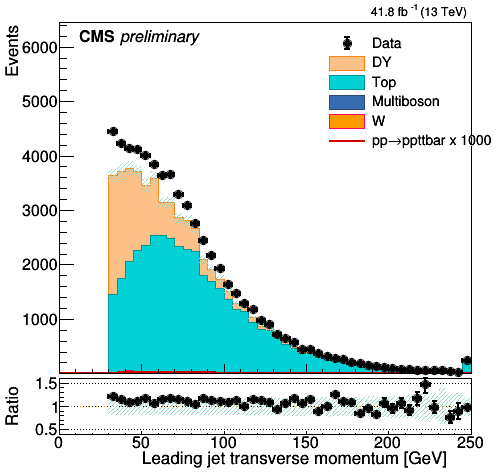 41.8 fb⁻¹ (13 TeV)
CMS preliminary
Events
6000
5000
4000
3000
2000
1000
Data
DY
Top
Multiboson
W
pp→ppttbar x 1000
Ratio
1.5
1
0.5
0 50 100 150 200 250
Leading jet transverse momentum [GeV]